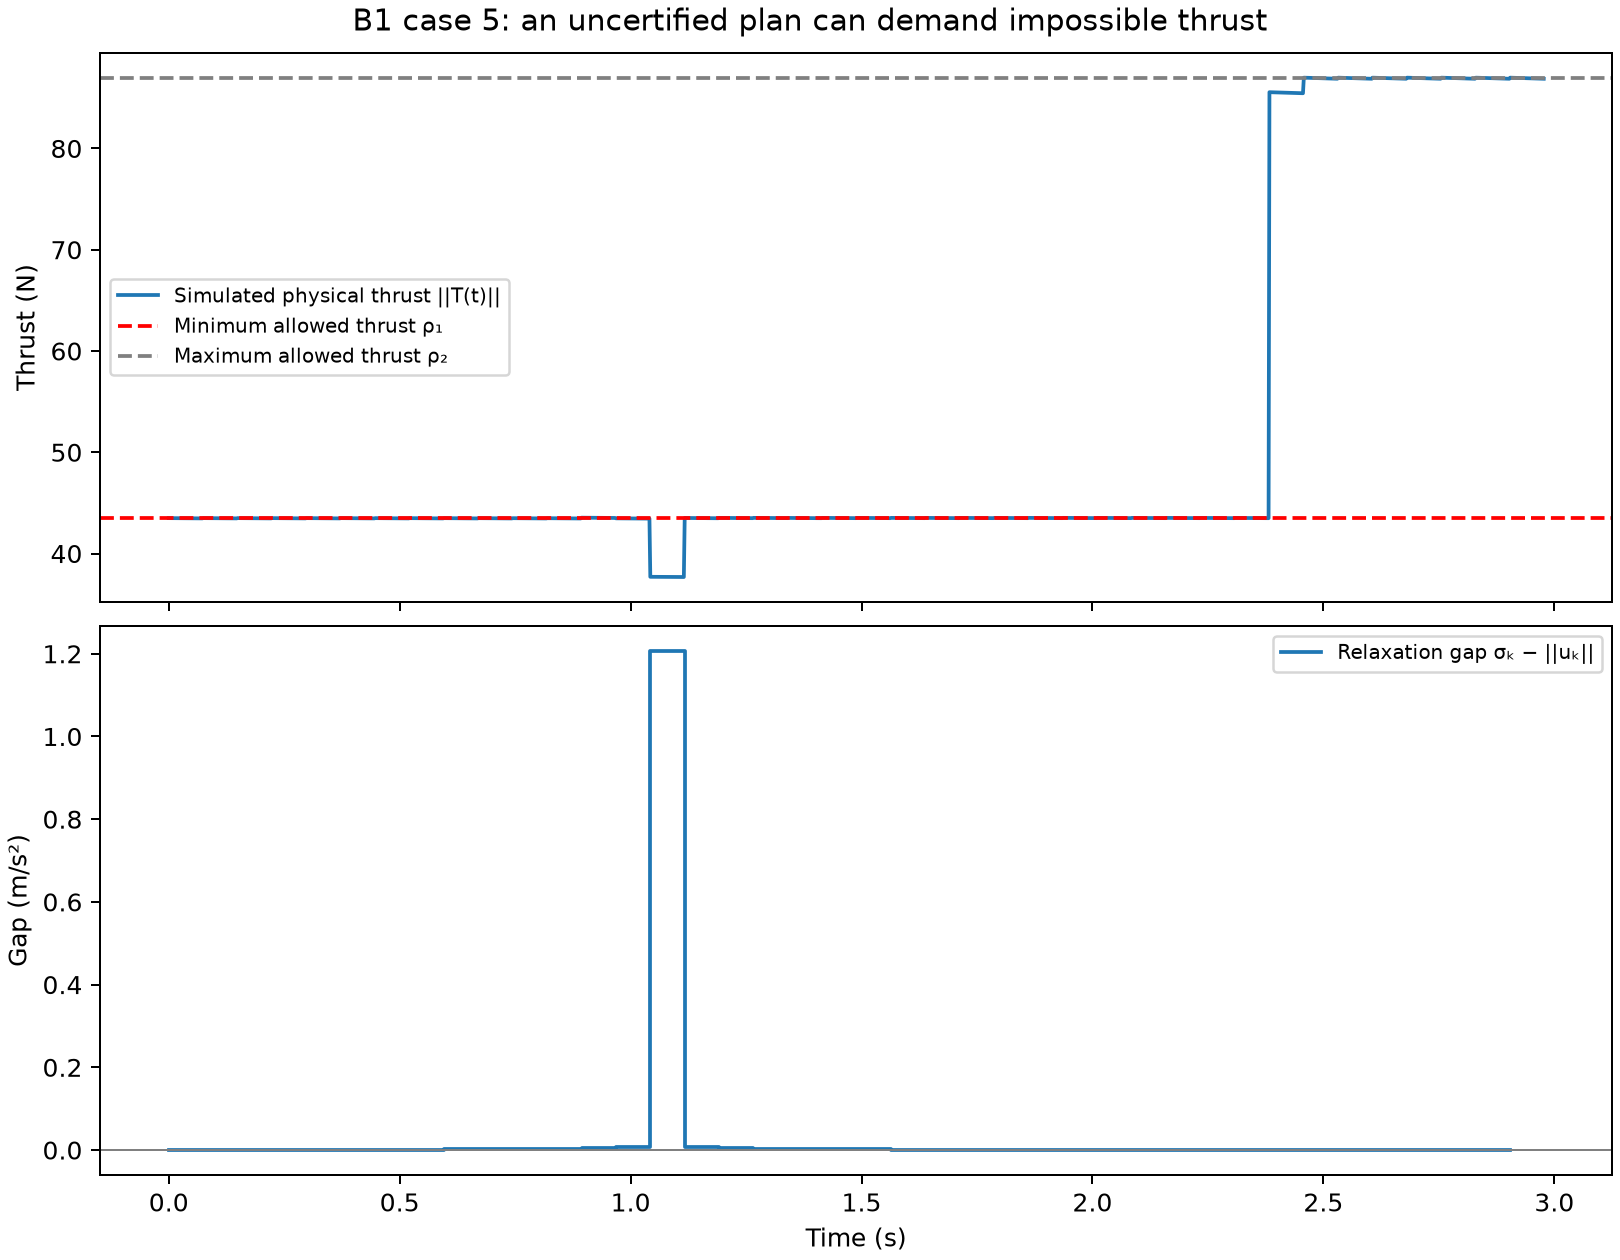 B1 case 5: an uncertified plan can demand impossible thrust
Thrust (N)
80
70
60
50
40
Simulated physical thrust ||T(t)||
Minimum allowed thrust ρ₁
Maximum allowed thrust ρ₂
Gap (m/s²)
1.2
1.0
0.8
0.6
0.4
0.2
0.0
Relaxation gap σₖ − ||uₖ||
0.0 0.5 1.0 1.5 2.0 2.5 3.0
Time (s)